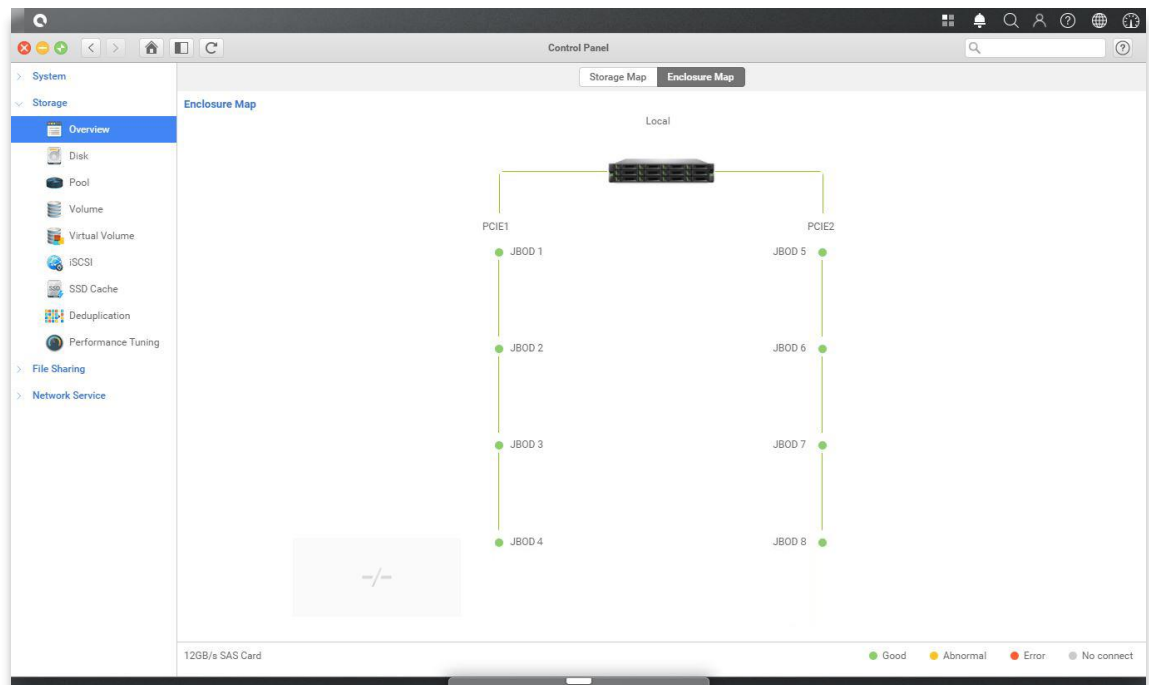 Control Panel
System
Storage
Overview
Disk
Pool
Volume
Virtual Volume
iSCSI
SSD Cache
Deduplication
Performance Tuning
File Sharing
Network Service
Storage Map Enclosure Map
Enclosure Map
Local
PCIE1 PCIE2
JBOD 1 JBOD 5
JBOD 2 JBOD 6
JBOD 3 JBOD 7
JBOD 4 JBOD 8
–/–
12GB/s SAS Card Good Abnormal Error No connect